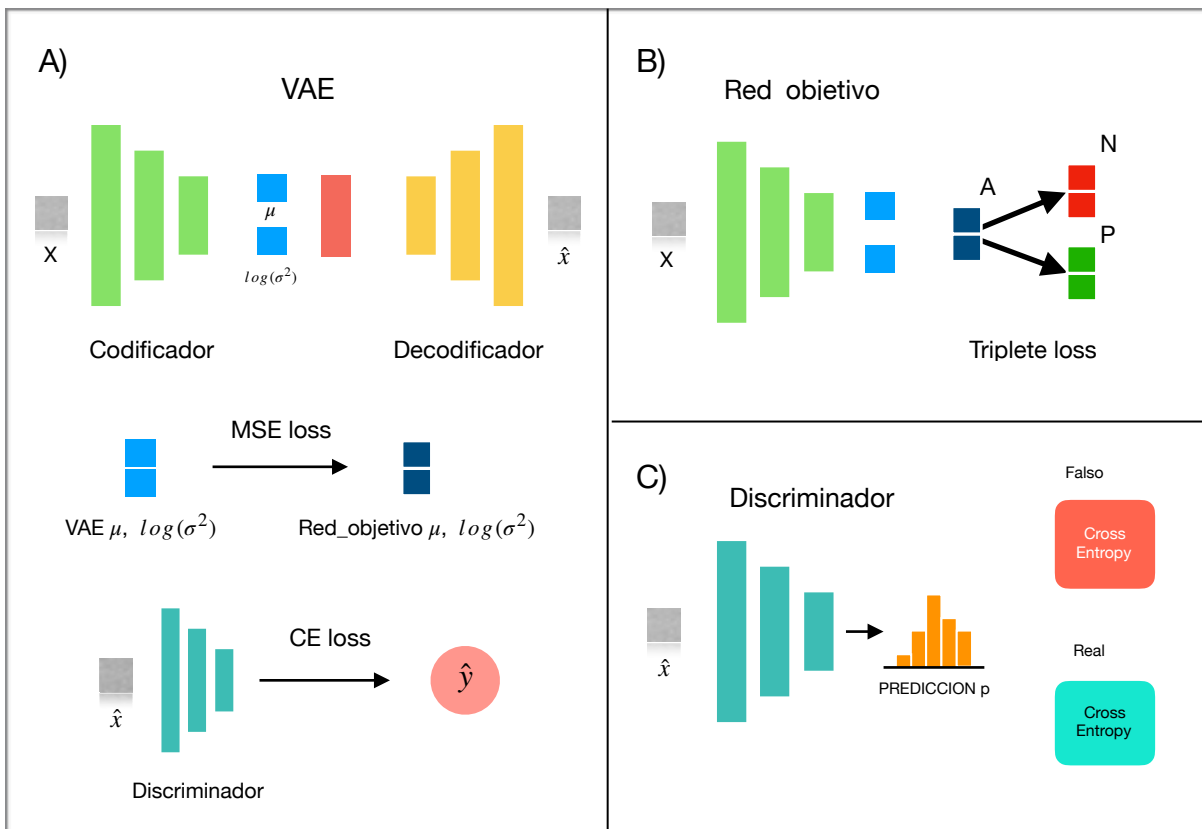 A)
VAE
X
μ
log(σ²)
x̂
Codificador
Decodificador
MSE loss
VAE μ, log(σ²)
Red_objetivo μ, log(σ²)
CE loss
x̂
ŷ
Discriminador
B)
Red objetivo
X
A
N
P
Triplete loss
C)
Discriminador
x̂
PREDICCION p
Falso
Cross
Entropy
Real
Cross
Entropy